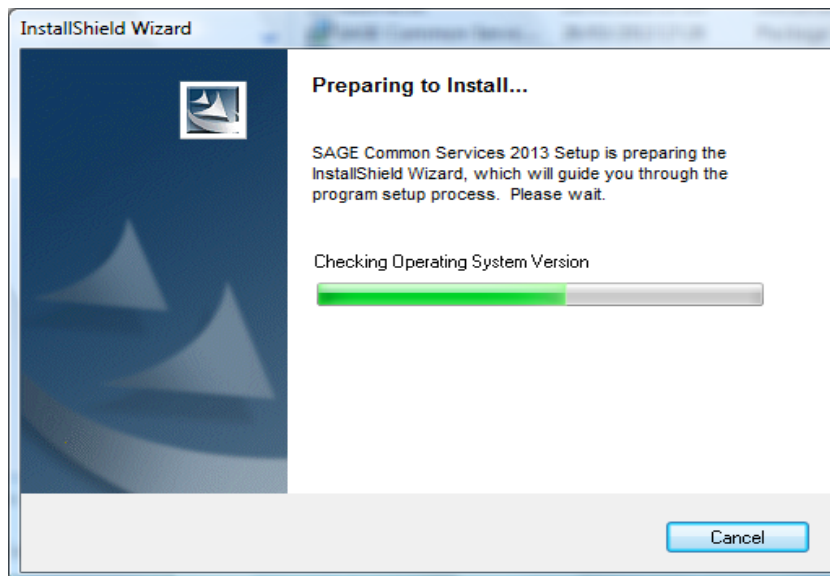 InstallShield Wizard
Preparing to Install...
SAGE Common Services 2013 Setup is preparing the
InstallShield Wizard, which will guide you through the
program setup process.  Please wait.
Checking Operating System Version
Cancel